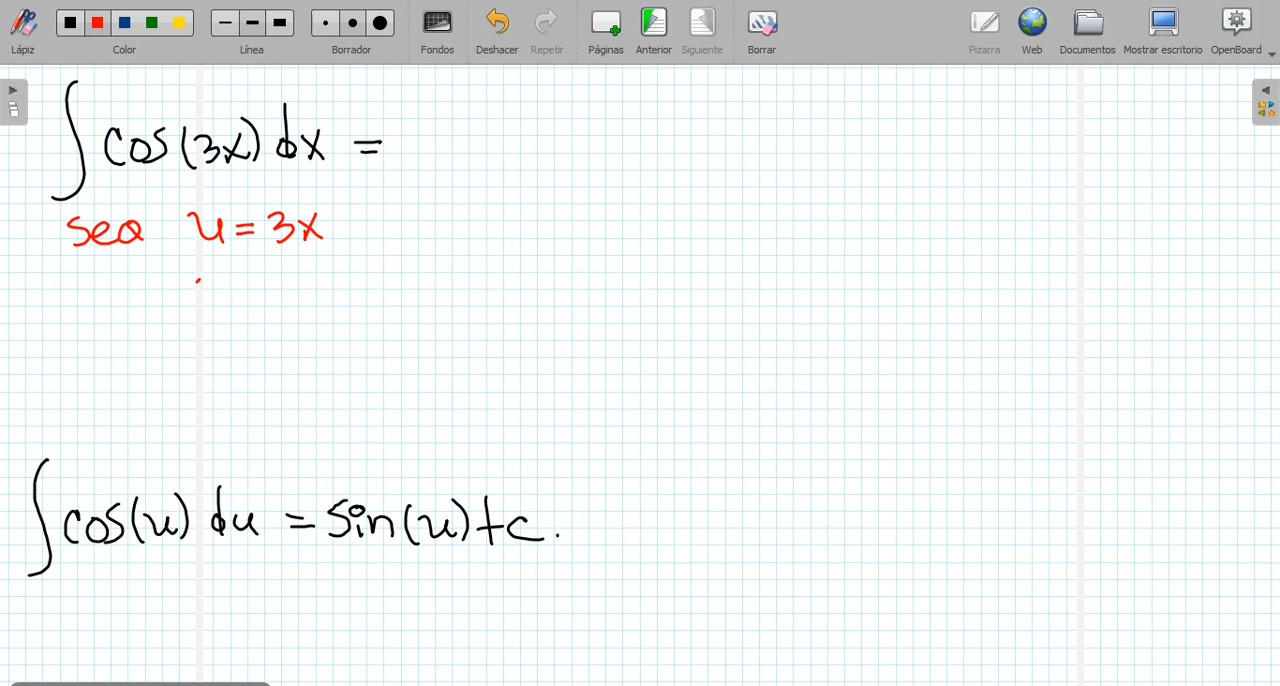 Lápiz Color Línea Borrador Fondos Deshacer Repetir Páginas Anterior Siguiente Borrar Pizarra Web Documentos Mostrar escritorio OpenBoard
∫ cos(3x) dx =
sea u = 3x
∫ cos(u) du = sin(u) + c.